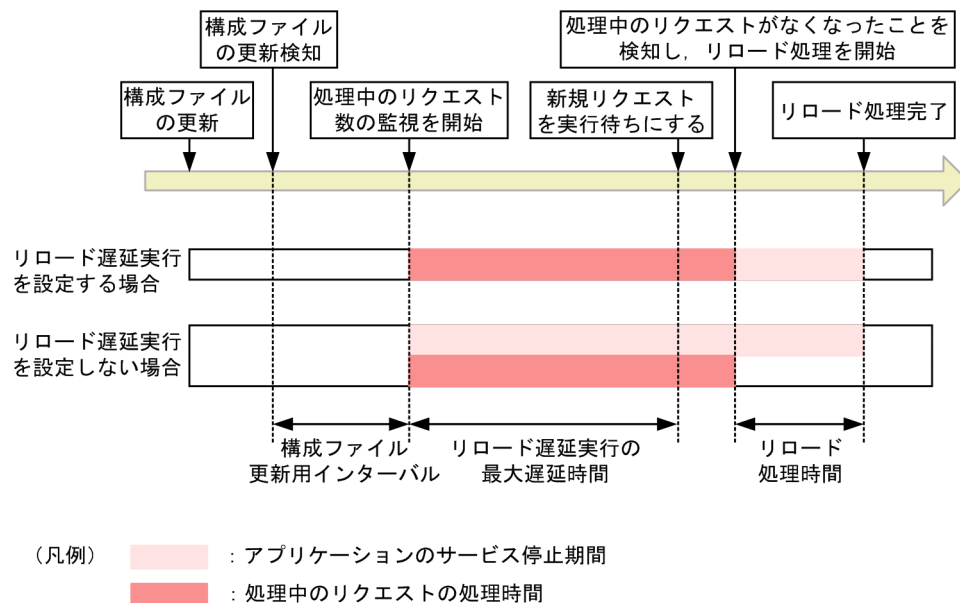 構成ファイル
の更新検知
処理中のリクエストがなくなったことを
検知し，リロード処理を開始
構成ファイル
の更新
処理中のリクエスト
数の監視を開始
新規リクエスト
を実行待ちにする
リロード処理完了
リロード遅延実行
を設定する場合
リロード遅延実行
を設定しない場合
構成ファイル
更新用インターバル
リロード遅延実行の
最大遅延時間
リロード
処理時間
（凡例）
：アプリケーションのサービス停止期間
：処理中のリクエストの処理時間